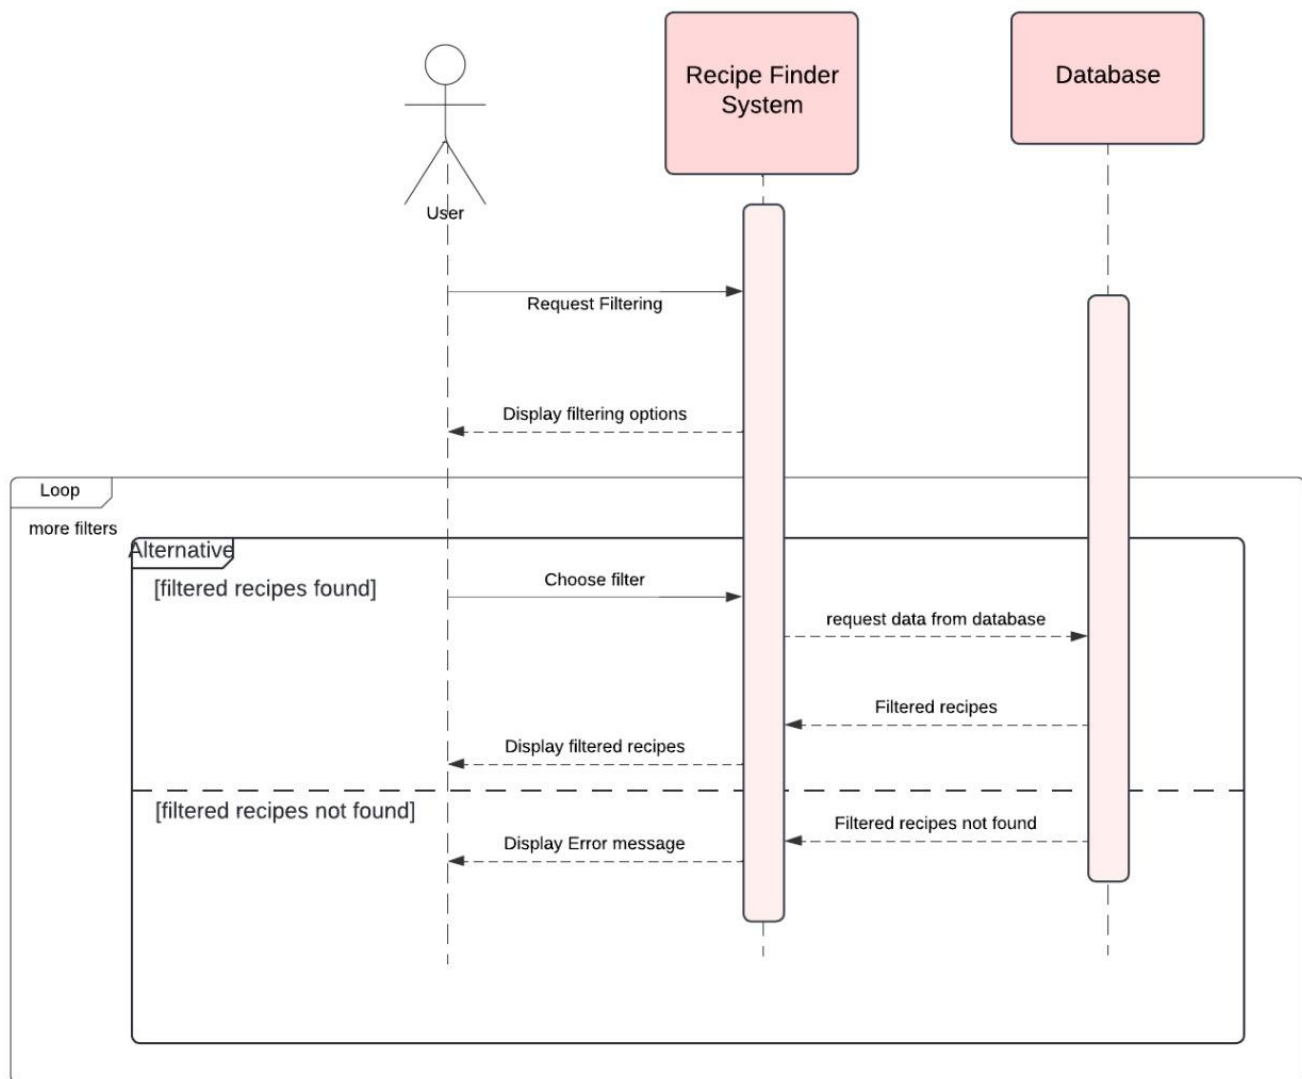 Recipe Finder
System
Database
User
Request Filtering
Display filtering options
Loop
more filters
Alternative
[filtered recipes found]
Choose filter
request data from database
Filtered recipes
Display filtered recipes
[filtered recipes not found]
Filtered recipes not found
Display Error message